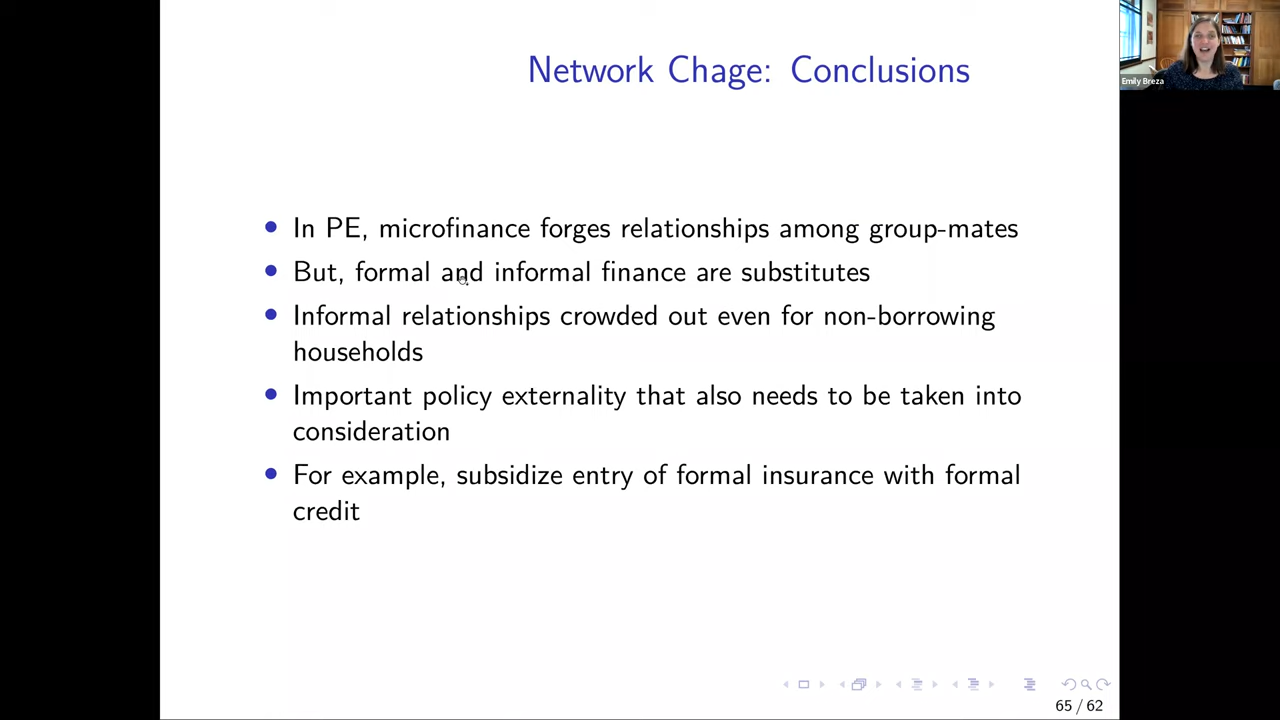 Network Chage: Conclusions
Emily Breza
In PE, microfinance forges relationships among group-mates
But, formal and informal finance are substitutes
Informal relationships crowded out even for non-borrowing
households
Important policy externality that also needs to be taken into
consideration
For example, subsidize entry of formal insurance with formal
credit
65 / 62